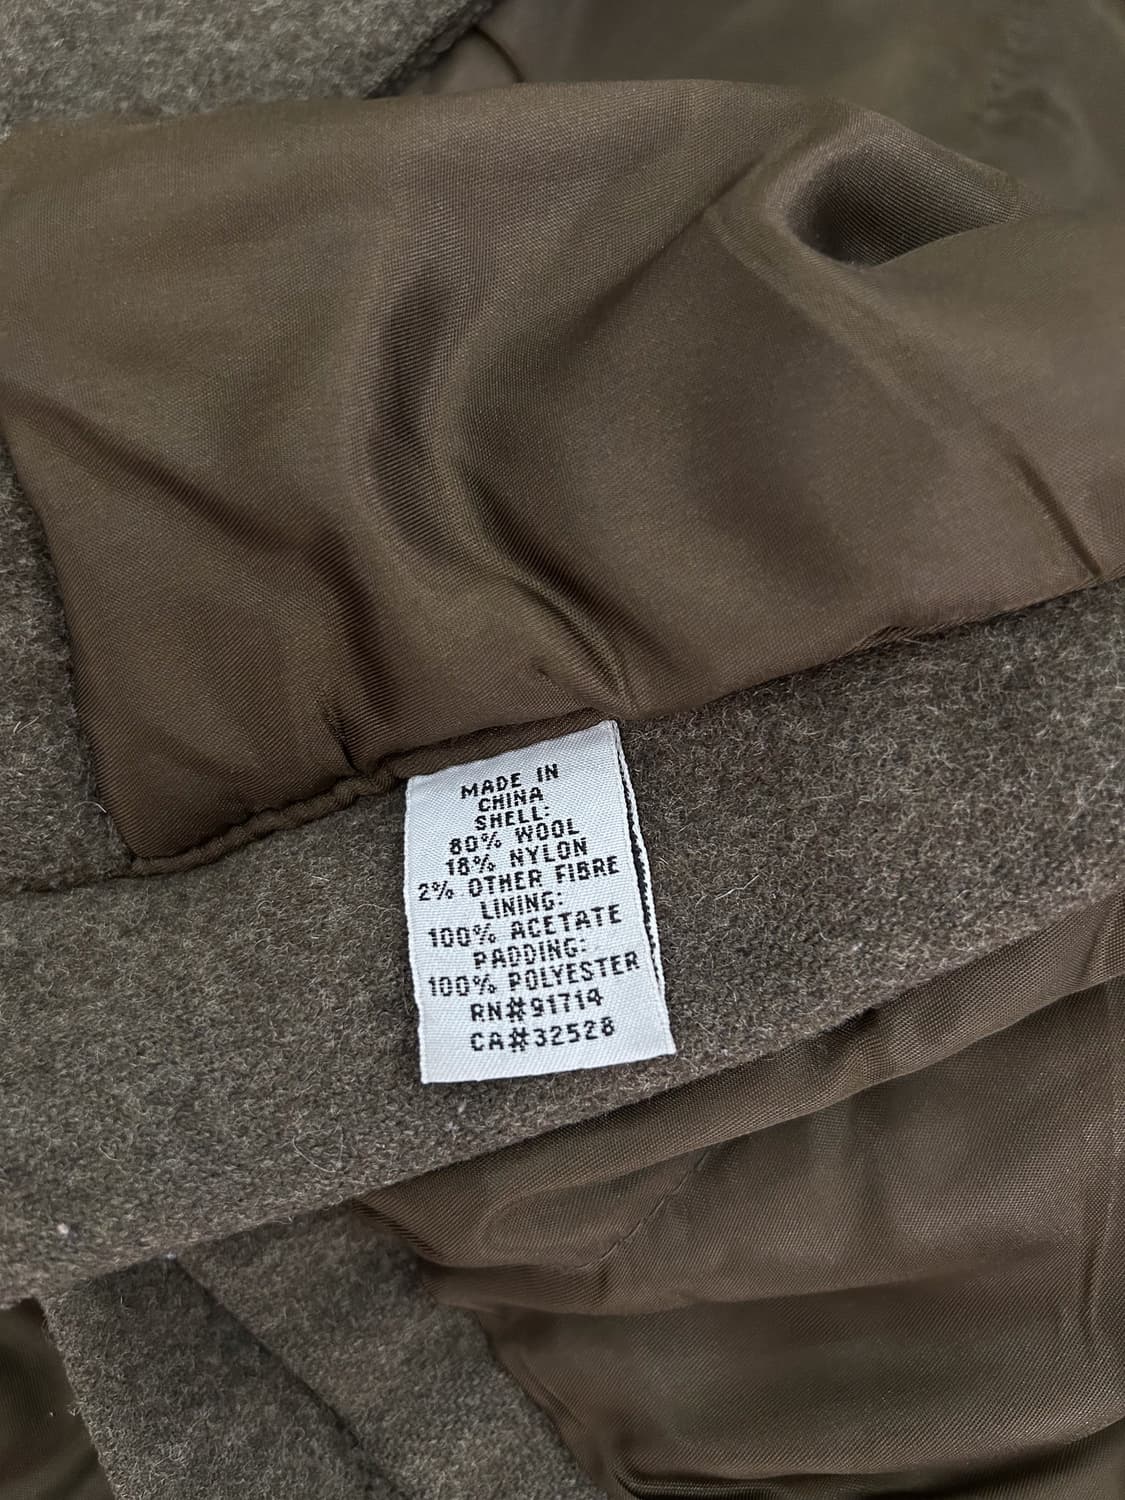 MADE IN
CHINA
SHELL:
80% WOOL
18% NYLON
2% OTHER FIBRE
LINING:
100% ACETATE
PADDING:
100% POLYESTER
RN#91714
CA#32528